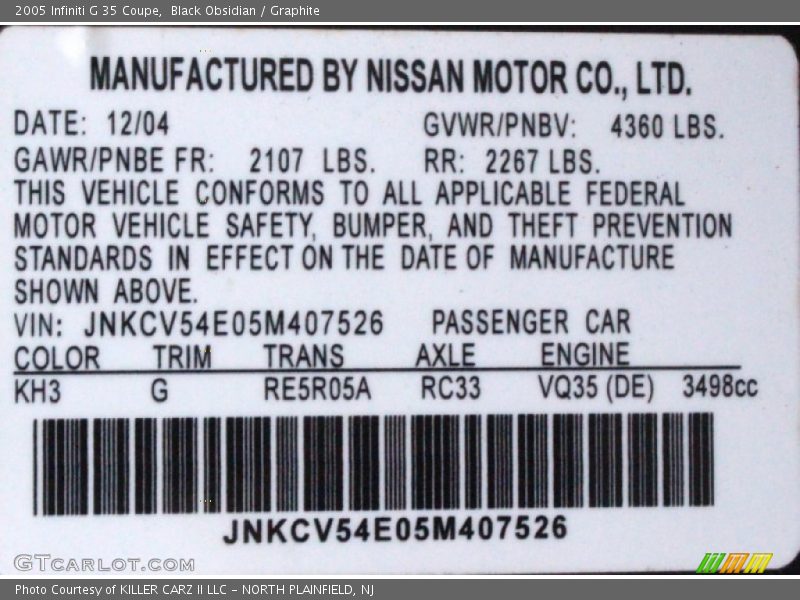 2005 Infiniti G 35 Coupe,  Black Obsidian / Graphite
MANUFACTURED BY NISSAN MOTOR CO., LTD.
DATE: 12/04 GVWR/PNBV: 4360 LBS.
GAWR/PNBE FR: 2107 LBS. RR: 2267 LBS.
THIS VEHICLE CONFORMS TO ALL APPLICABLE FEDERAL
MOTOR VEHICLE SAFETY, BUMPER, AND THEFT PREVENTION
STANDARDS IN EFFECT ON THE DATE OF MANUFACTURE
SHOWN ABOVE.
VIN: JNKCV54E05M407526 PASSENGER CAR
COLOR TRIM TRANS AXLE ENGINE
KH3 G RE5R05A RC33 VQ35 (DE) 3498cc
JNKCV54E05M407526
GTCARLOT.COM
Photo Courtesy of KILLER CARZ II LLC - NORTH PLAINFIELD, NJ